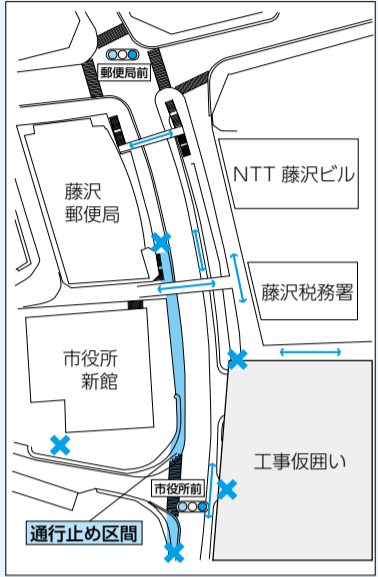 郵便局前
NTT 藤沢ビル
藤沢
郵便局
藤沢税務署
市役所
新館
工事仮囲い
市役所前
通行止め区間